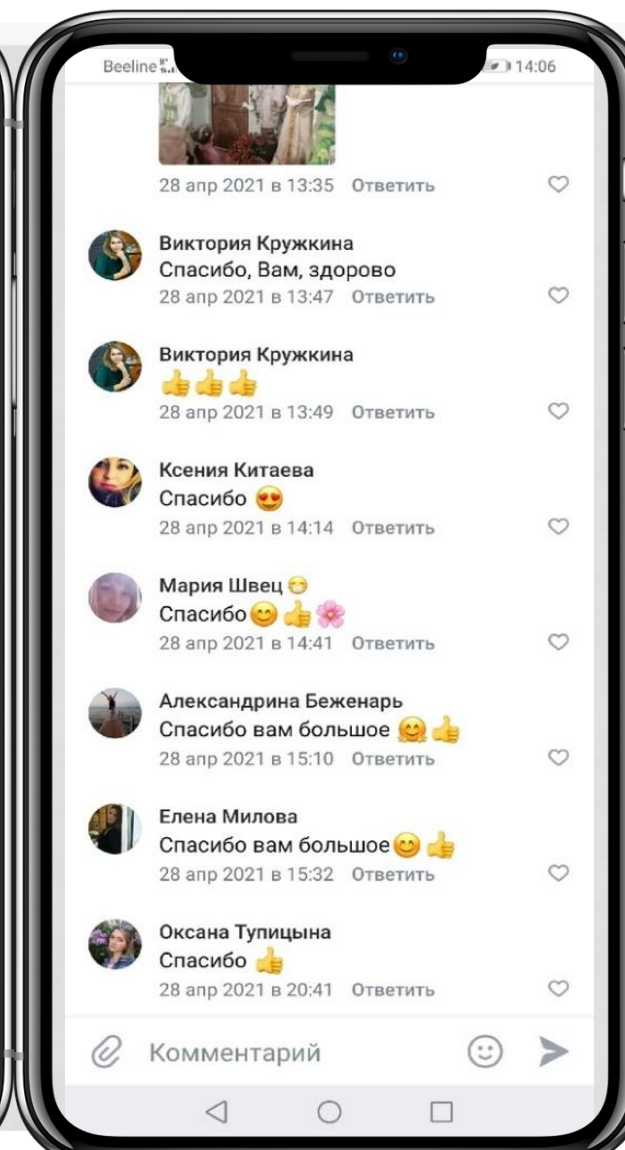 Beeline
14:06
28 апр 2021 в 13:35 Ответить
Виктория Кружкина
Спасибо, Вам, здорово
28 апр 2021 в 13:47 Ответить
Виктория Кружкина
👍👍👍
28 апр 2021 в 13:49 Ответить
Ксения Китаева
Спасибо 😍
28 апр 2021 в 14:14 Ответить
Мария Швец 😷
Спасибо😊👍🌸
28 апр 2021 в 14:41 Ответить
Александрина Беженарь
Спасибо вам большое 🤗👍
28 апр 2021 в 15:10 Ответить
Елена Милова
Спасибо вам большое😊👍
28 апр 2021 в 15:32 Ответить
Оксана Тупицына
Спасибо 👍
28 апр 2021 в 20:41 Ответить
Комментарий